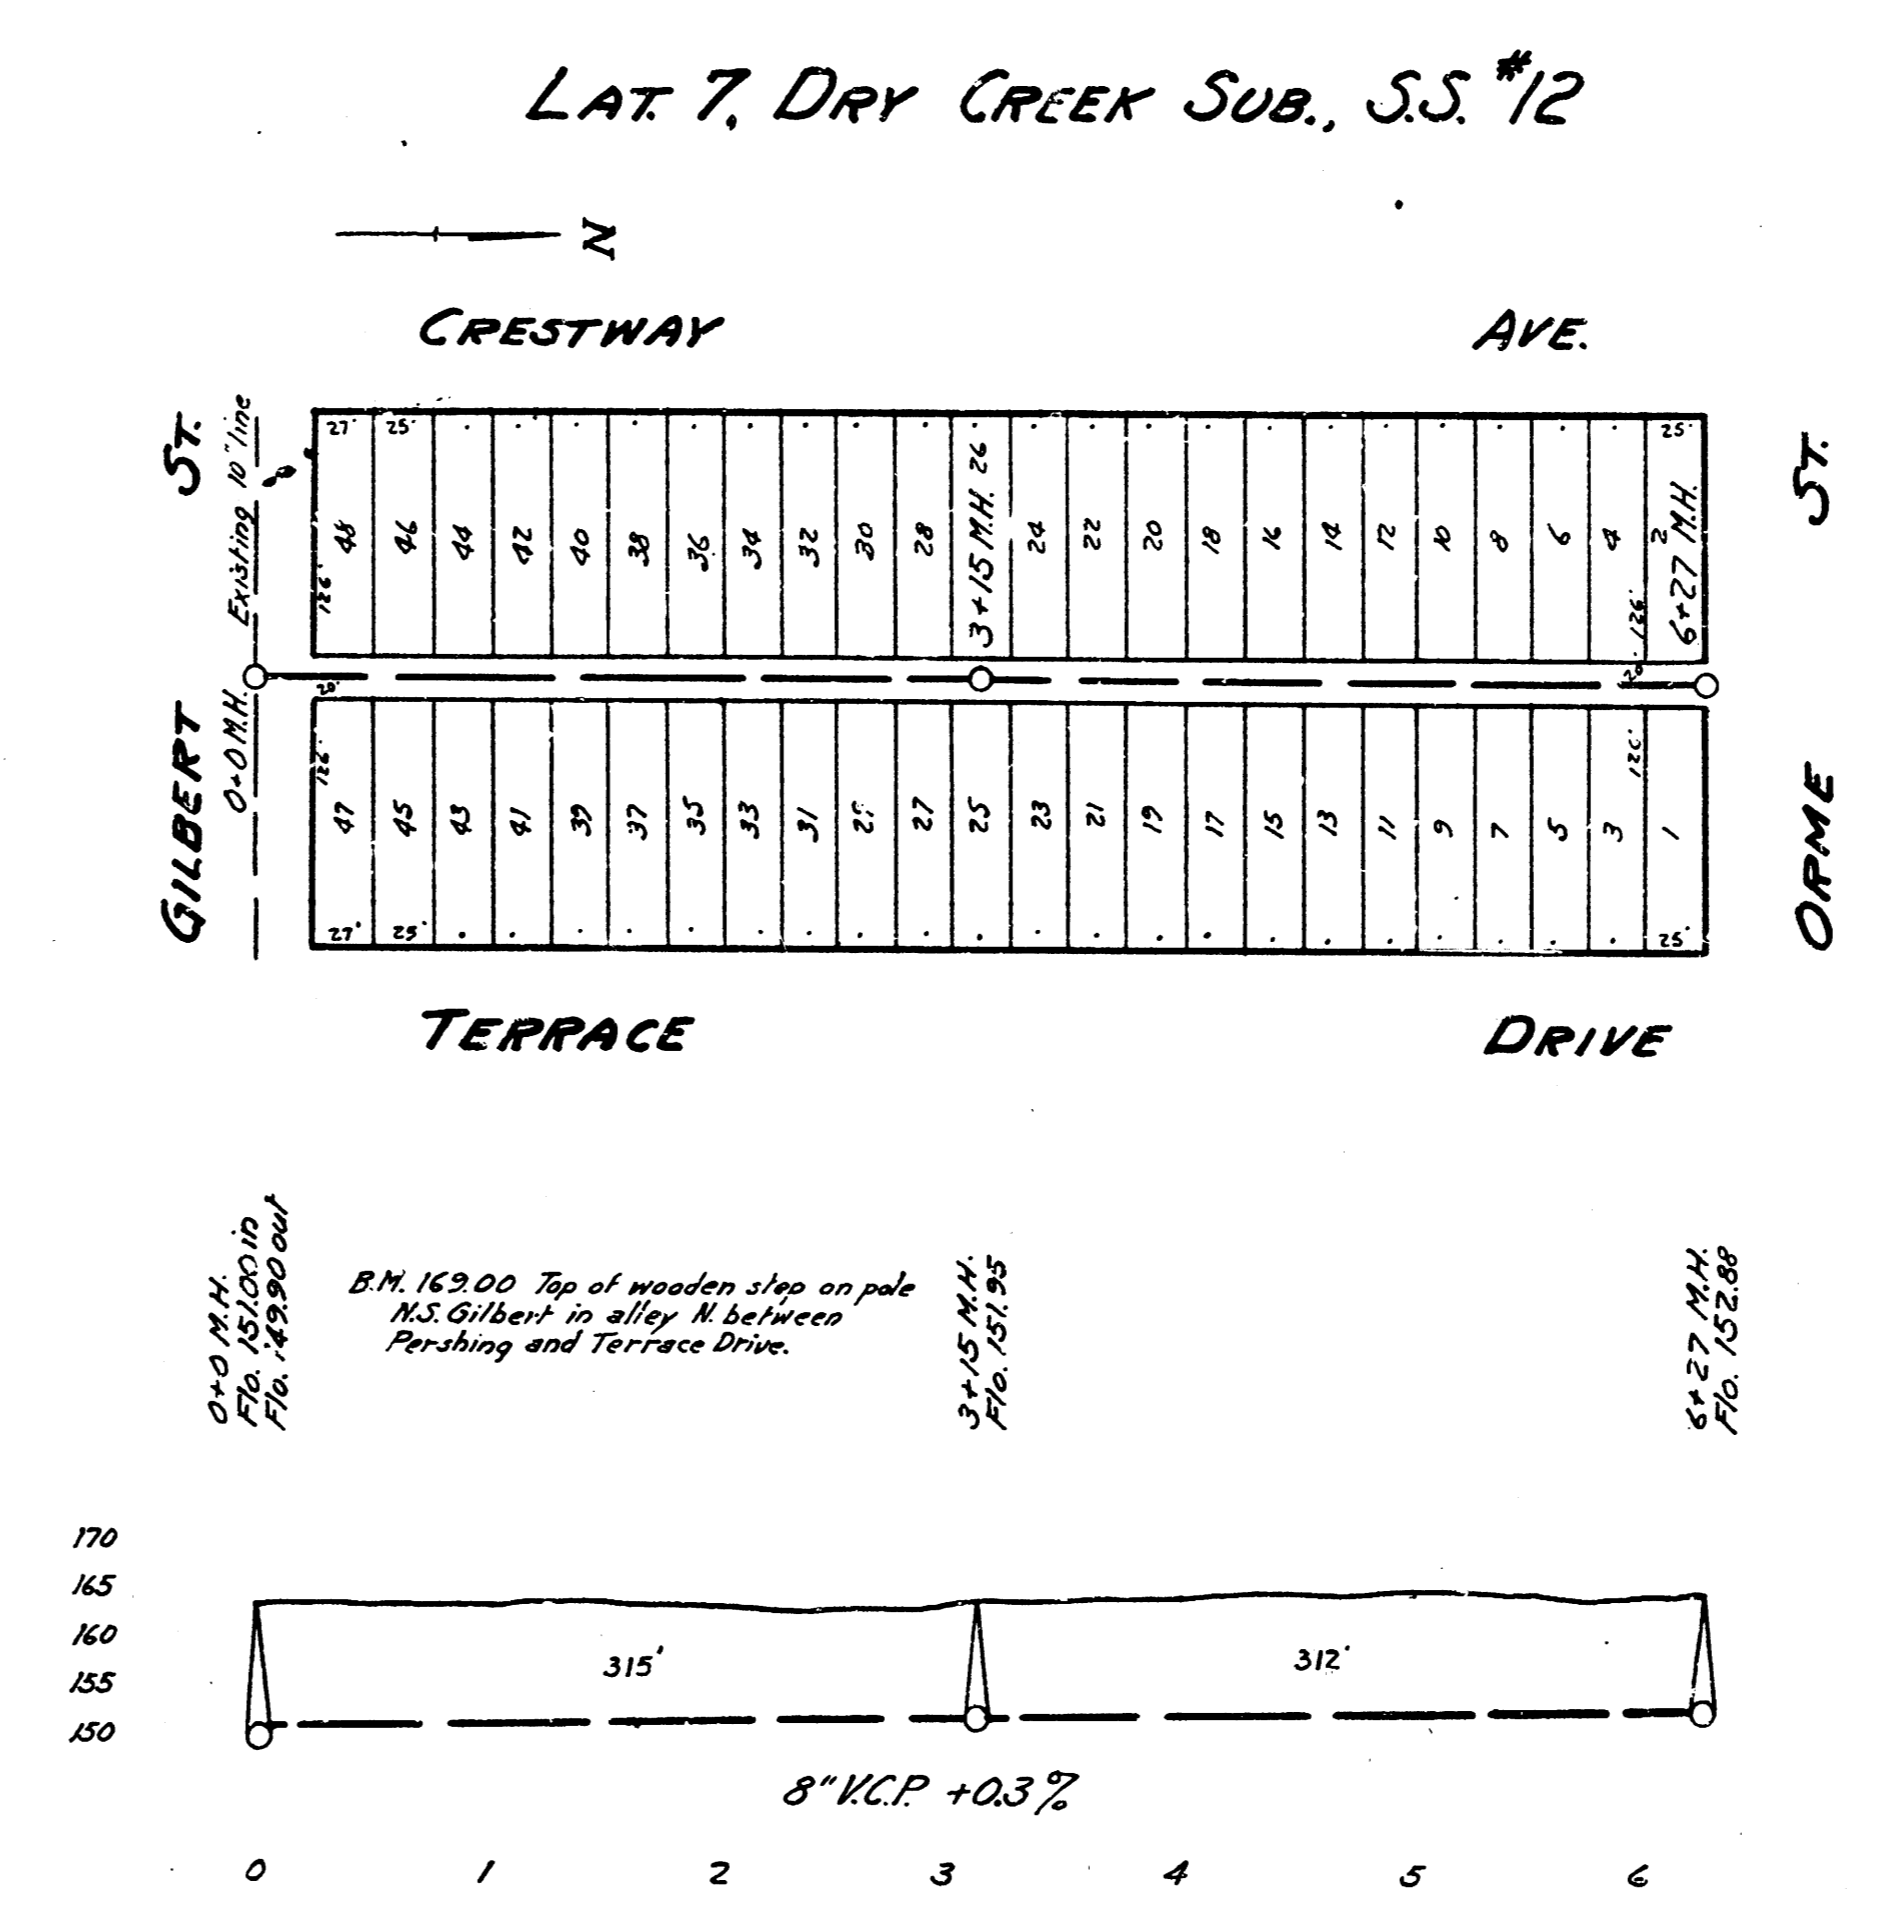 LAT. 7, DRY CREEK SUB., S.S. #12
N
CRESTWAY AVE.
GILBERT ST.
Existing 10" line
0+0 M.H.
ORME ST.
27' 25' 25'
48 46 44 42 40 38 36 34 32 30 28 3+15 M.H. 26 24 22 20 18 16 14 12 10 8 6 4 2
6+27 M.H.
126' 126'
20' 20'
126' 126'
47 45 43 41 39 37 35 33 31 29 27 25 23 21 19 17 15 13 11 9 7 5 3 1
27' 25' 25'
TERRACE DRIVE
0+0 M.H.
Flo. 151.00 in
Flo. 149.90 out
B.M. 169.00 Top of wooden step on pole
N.S. Gilbert in alley N. between
Pershing and Terrace Drive.
3+15 M.H.
Flo. 151.95
6+27 M.H.
Flo. 152.88
170
165
160
155
150
315' 312'
8" V.C.P. +0.3%
0 1 2 3 4 5 6